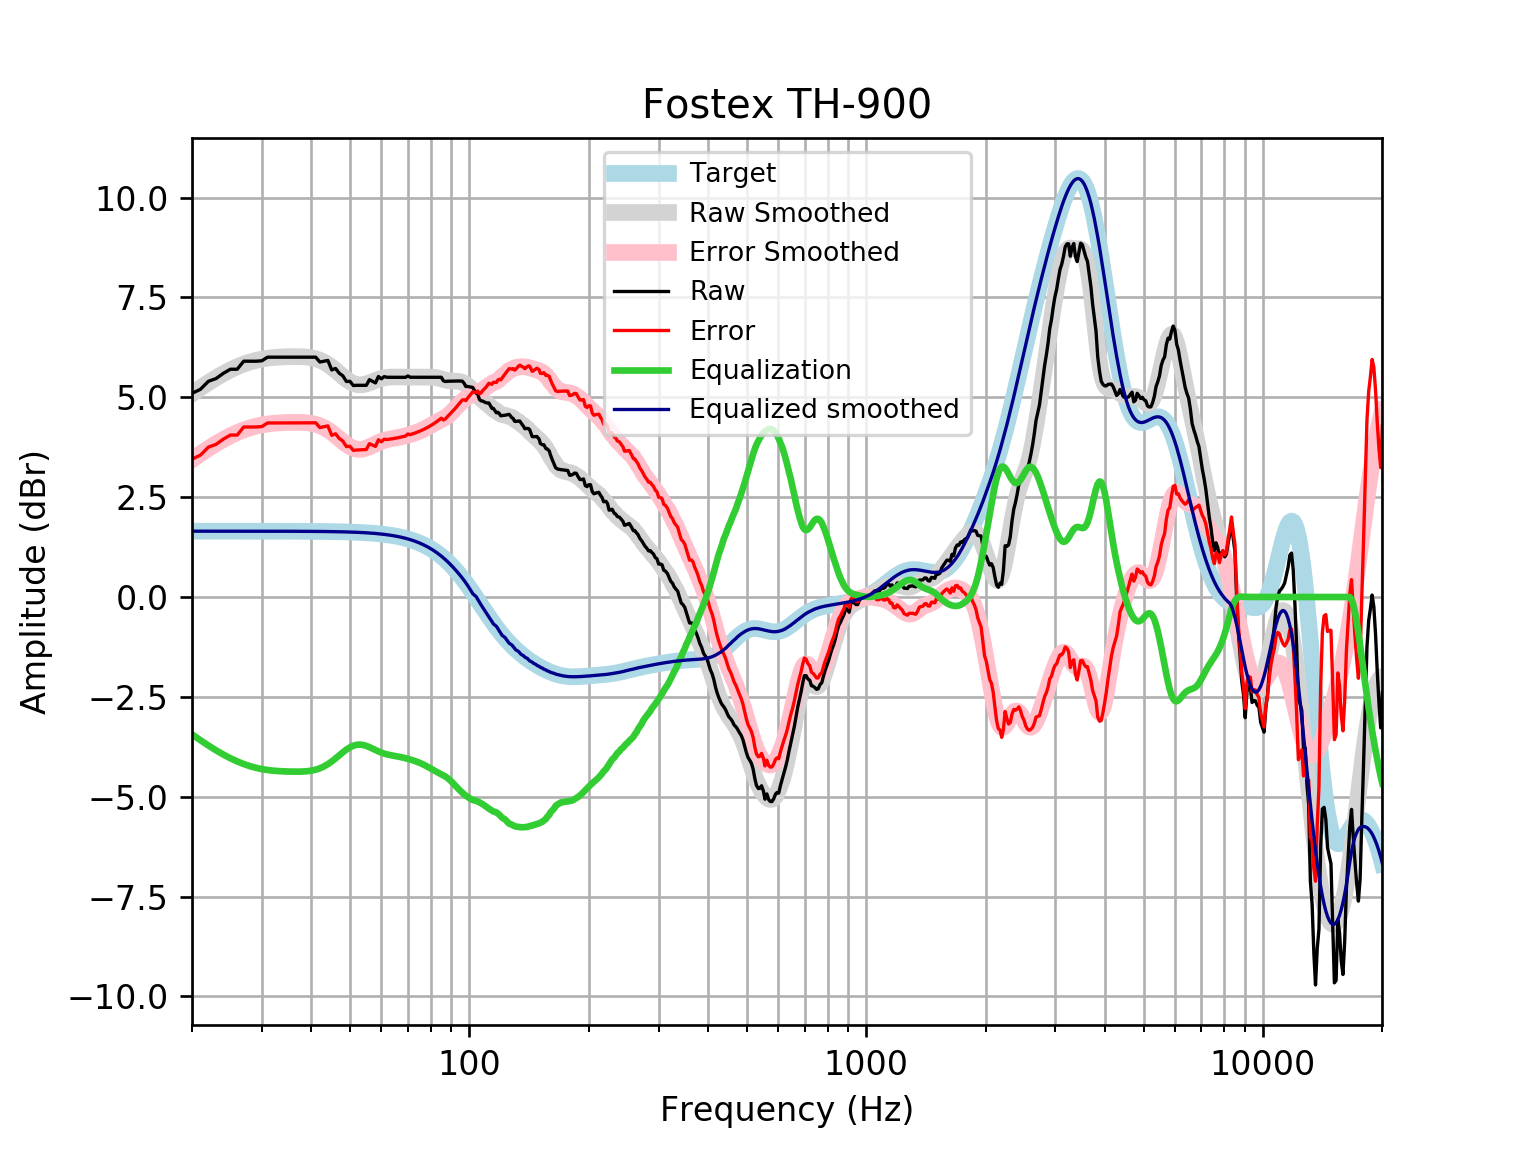 Fostex TH-900
Target
Raw Smoothed
Error Smoothed
Raw
Error
Equalization
Equalized smoothed
Amplitude (dBr)
10.0
7.5
5.0
2.5
0.0
−2.5
−5.0
−7.5
−10.0
100 1000 10000
Frequency (Hz)